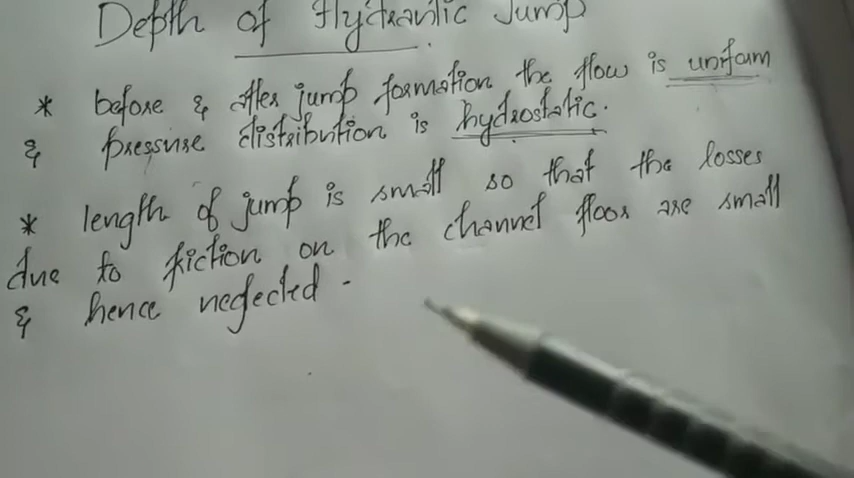 Depth of Hydraulic Jump
* before & after jump formation the flow is uniform
& pressure distribution is hydrostatic.
* length of jump is small so that the losses
due to friction on the channel floor are small
& hence neglected.